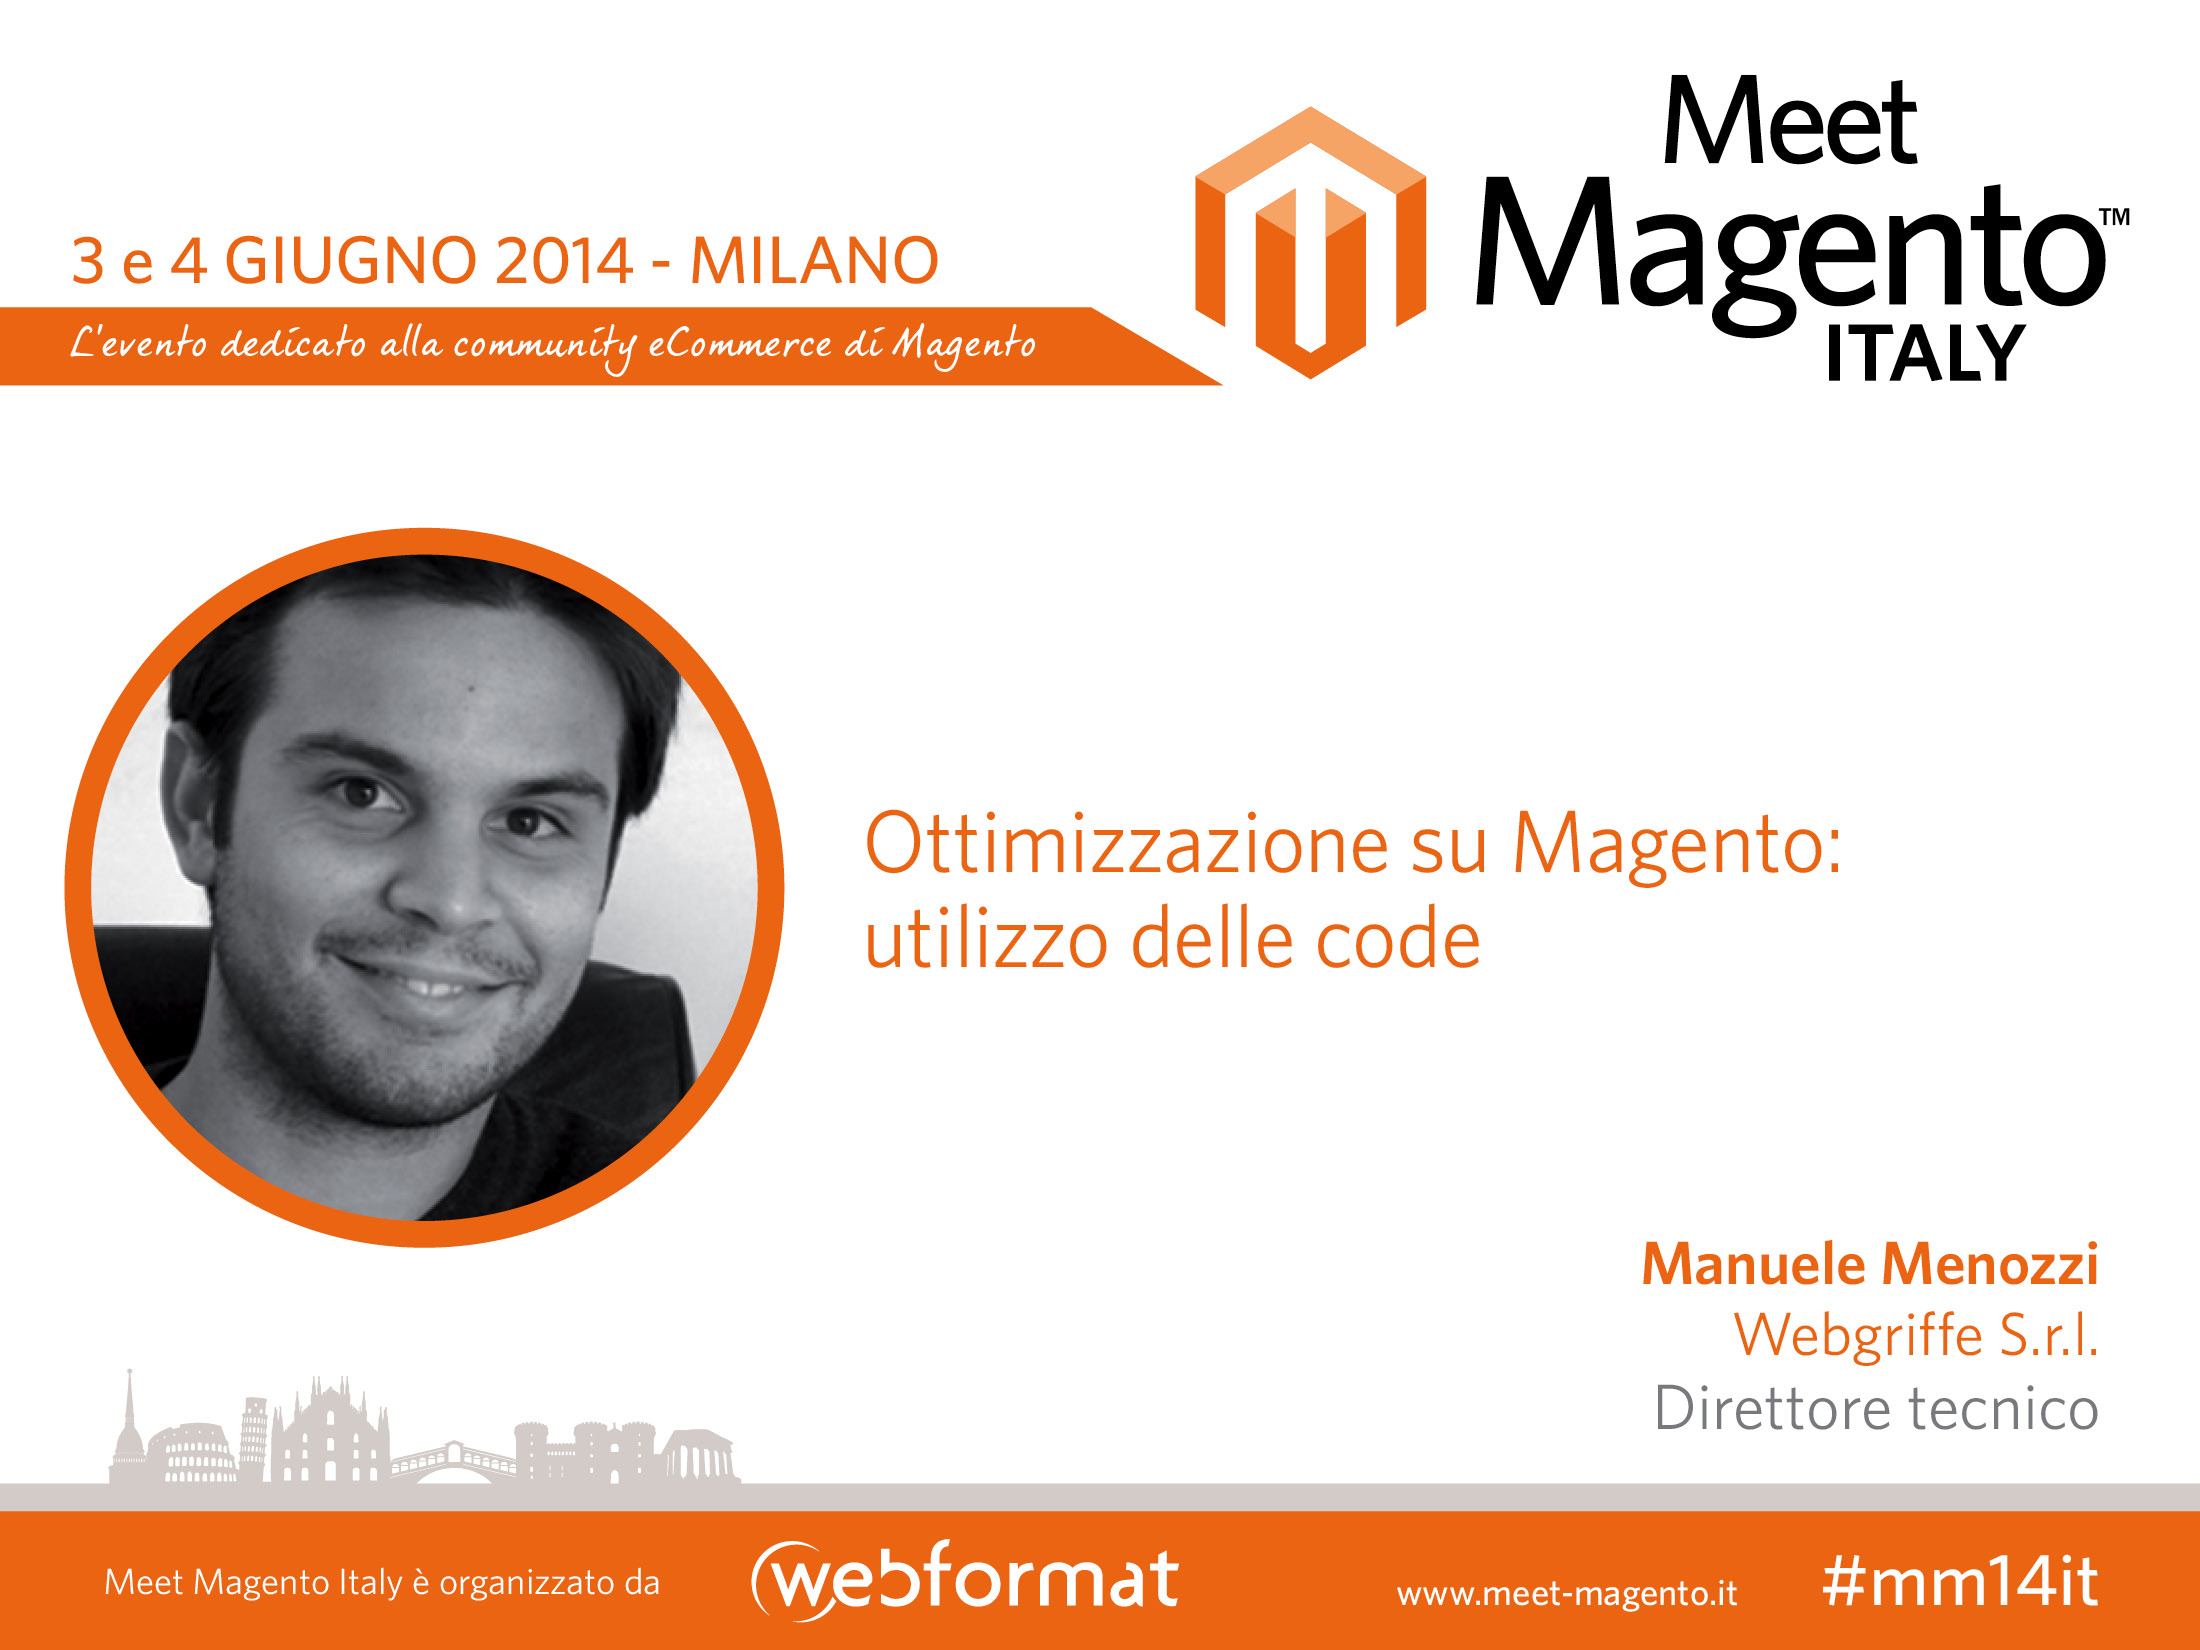 Meet
Magento™
ITALY
3 e 4 GIUGNO 2014 - MILANO
L'evento dedicato alla community eCommerce di Magento
Ottimizzazione su Magento:
utilizzo delle code
Manuele Menozzi
Webgriffe S.r.l.
Direttore tecnico
Meet Magento Italy è organizzato da
webformat
www.meet-magento.it
#mm14it